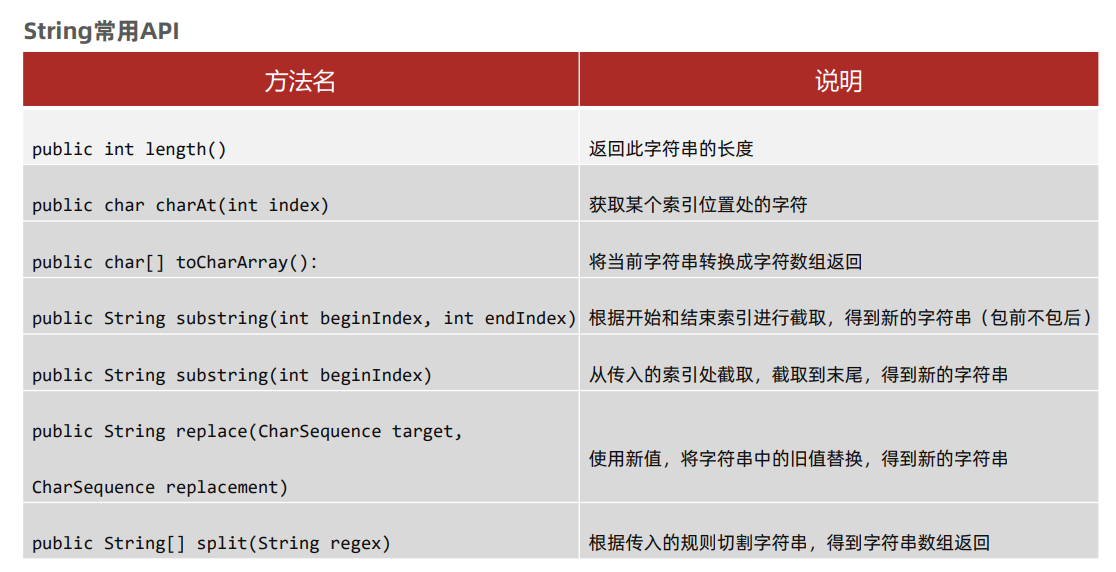 String常用API
方法名 说明
public int length() 返回此字符串的长度
public char charAt(int index) 获取某个索引位置处的字符
public char[] toCharArray(): 将当前字符串转换成字符数组返回
public String substring(int beginIndex, int endIndex) 根据开始和结束索引进行截取，得到新的字符串（包前不包后）
public String substring(int beginIndex) 从传入的索引处截取，截取到末尾，得到新的字符串
public String replace(CharSequence target,
CharSequence replacement) 使用新值，将字符串中的旧值替换，得到新的字符串
public String[] split(String regex) 根据传入的规则切割字符串，得到字符串数组返回